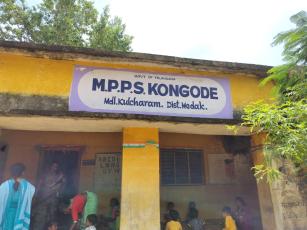 GOVT OF TELANGANA
M.P.P.S. KONGODE
Mdl. Kulcharam. Dist. Medak.